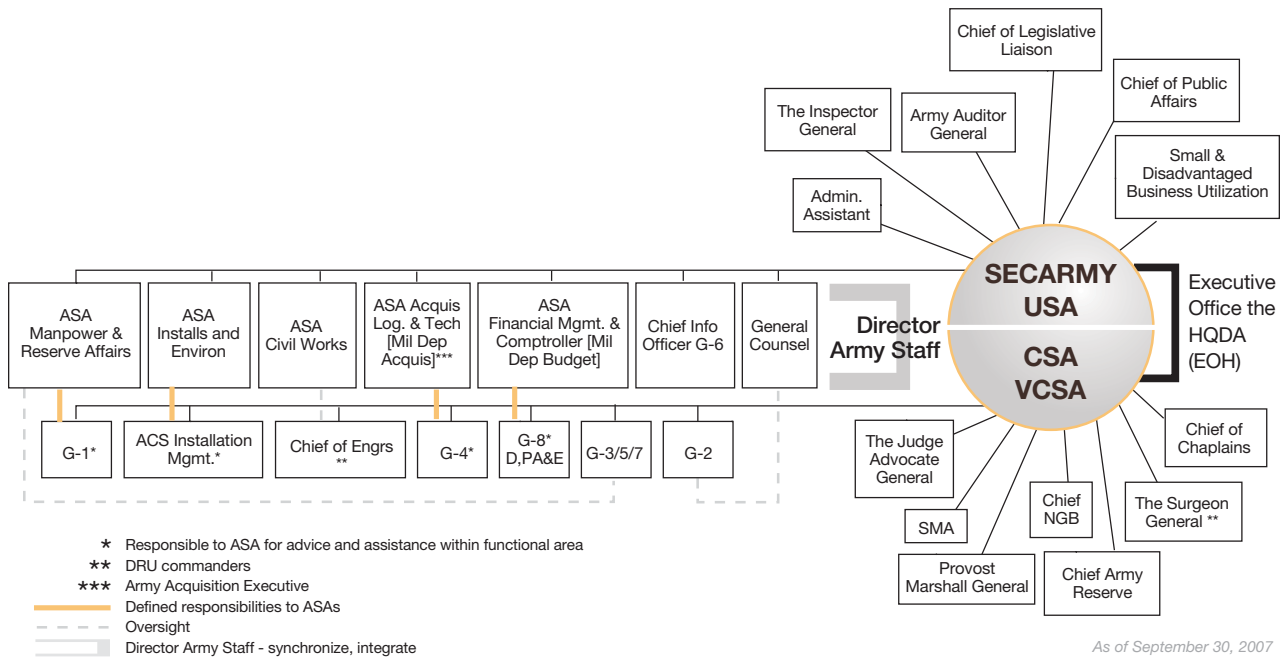 Chief of Legislative
Liaison
Chief of Public
Affairs
The Inspector
General
Army Auditor
General
Small &
Disadvantaged
Business Utilization
Admin.
Assistant
SECARMY
USA
CSA
VCSA
Executive
Office the
HQDA
(EOH)
ASA
Manpower &
Reserve Affairs
ASA
Installs and
Environ
ASA
Civil Works
ASA Acquis
Log. & Tech
[Mil Dep
Acquis]***
ASA
Financial Mgmt. &
Comptroller [Mil
Dep Budget]
Chief Info
Officer G-6
General
Counsel
Director
Army Staff
G-1*
ACS Installation
Mgmt.*
Chief of Engrs
**
G-4*
G-8*
D,PA&E
G-3/5/7
G-2
The Judge
Advocate
General
Chief of
Chaplains
SMA
Chief
NGB
The Surgeon
General **
Provost
Marshall General
Chief Army
Reserve
* Responsible to ASA for advice and assistance within functional area
** DRU commanders
*** Army Acquisition Executive
Defined responsibilities to ASAs
Oversight
Director Army Staff - synchronize, integrate
As of September 30, 2007